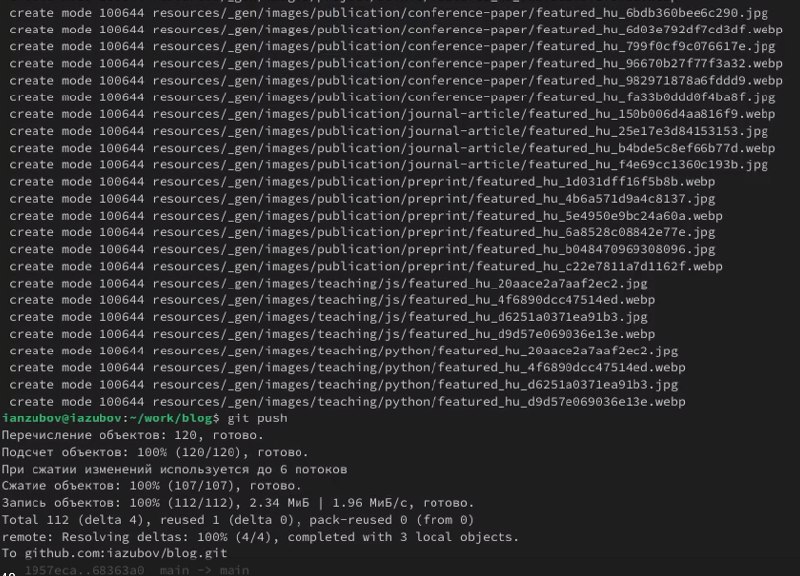 create mode 100644 resources/_gen/images/publication/conference-paper/featured_hu_6bdb360bee6c290.jpg
create mode 100644 resources/_gen/images/publication/conference-paper/featured_hu_6d03e792df7cd3df.webp
create mode 100644 resources/_gen/images/publication/conference-paper/featured_hu_799f0cf9c076617e.jpg
create mode 100644 resources/_gen/images/publication/conference-paper/featured_hu_96670b27f77f3a32.webp
create mode 100644 resources/_gen/images/publication/conference-paper/featured_hu_982971878a6fddd9.webp
create mode 100644 resources/_gen/images/publication/conference-paper/featured_hu_fa33b0ddd0f4ba8f.jpg
create mode 100644 resources/_gen/images/publication/journal-article/featured_hu_150b006d4aa816f9.webp
create mode 100644 resources/_gen/images/publication/journal-article/featured_hu_25e17e3d84153153.jpg
create mode 100644 resources/_gen/images/publication/journal-article/featured_hu_b4bde5c8ef66b77d.webp
create mode 100644 resources/_gen/images/publication/journal-article/featured_hu_f4e69cc1360c193b.jpg
create mode 100644 resources/_gen/images/publication/preprint/featured_hu_1d031dff16f5b8b.webp
create mode 100644 resources/_gen/images/publication/preprint/featured_hu_4b6a571d9a4c8137.jpg
create mode 100644 resources/_gen/images/publication/preprint/featured_hu_5e4950e9bc24a60a.webp
create mode 100644 resources/_gen/images/publication/preprint/featured_hu_6a8528c08842e77e.jpg
create mode 100644 resources/_gen/images/publication/preprint/featured_hu_b048470969308096.jpg
create mode 100644 resources/_gen/images/publication/preprint/featured_hu_c22e7811a7d1162f.webp
create mode 100644 resources/_gen/images/teaching/js/featured_hu_20aace2a7aaf2ec2.jpg
create mode 100644 resources/_gen/images/teaching/js/featured_hu_4f6890dcc47514ed.webp
create mode 100644 resources/_gen/images/teaching/js/featured_hu_d6251a0371ea91b3.jpg
create mode 100644 resources/_gen/images/teaching/js/featured_hu_d9d57e069036e13e.webp
create mode 100644 resources/_gen/images/teaching/python/featured_hu_20aace2a7aaf2ec2.jpg
create mode 100644 resources/_gen/images/teaching/python/featured_hu_4f6890dcc47514ed.webp
create mode 100644 resources/_gen/images/teaching/python/featured_hu_d6251a0371ea91b3.jpg
create mode 100644 resources/_gen/images/teaching/python/featured_hu_d9d57e069036e13e.webp
ianzubov@iazubov:~/work/blog$ git push
Перечисление объектов: 120, готово.
Подсчет объектов: 100% (120/120), готово.
При сжатии изменений используется до 6 потоков
Сжатие объектов: 100% (107/107), готово.
Запись объектов: 100% (112/112), 2.34 МиБ | 1.96 МиБ/с, готово.
Total 112 (delta 4), reused 1 (delta 0), pack-reused 0 (from 0)
remote: Resolving deltas: 100% (4/4), completed with 3 local objects.
To github.com:iazubov/blog.git
1957eca..68363a0 main -> main